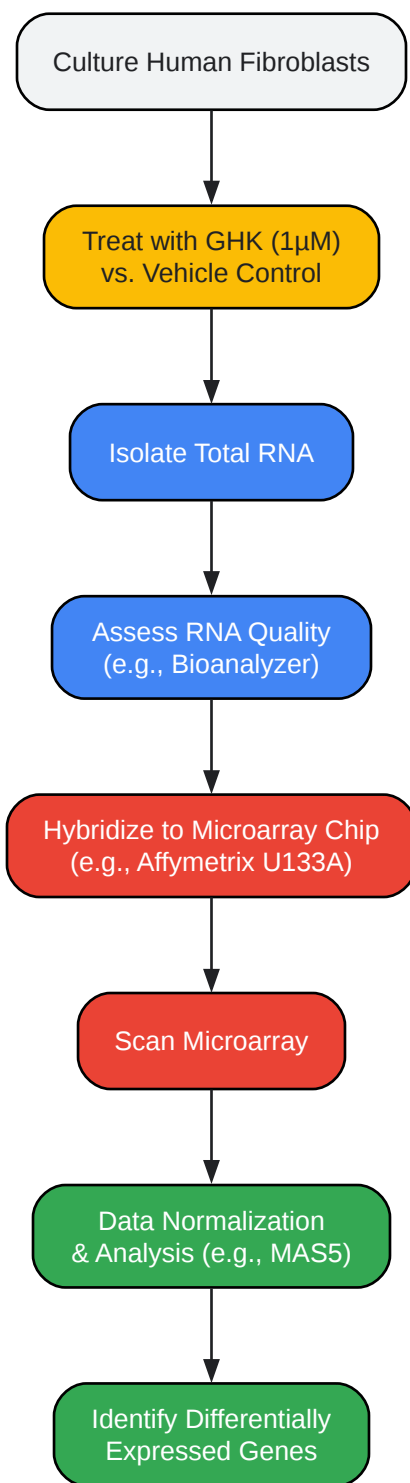 Culture Human Fibroblasts
Treat with GHK (1µM)
vs. Vehicle Control
Isolate Total RNA
Assess RNA Quality
(e.g., Bioanalyzer)
Hybridize to Microarray Chip
(e.g., Affymetrix U133A)
Scan Microarray
Data Normalization
& Analysis (e.g., MAS5)
Identify Differentially
Expressed Genes